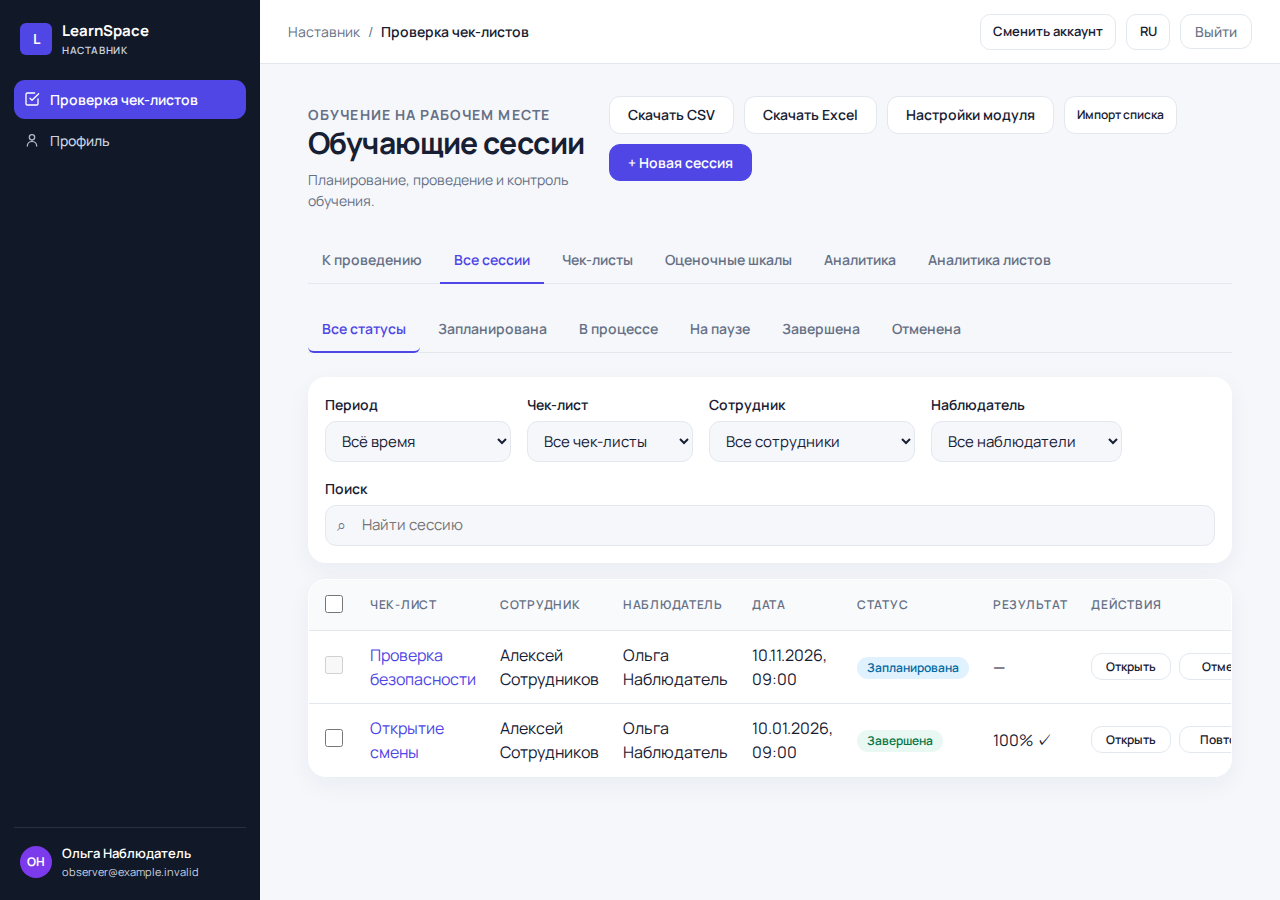 L
LearnSpace
НАСТАВНИК
Проверка чек-листов
Профиль
ОН
Ольга Наблюдатель
observer@example.invalid
Наставник / Проверка чек-листов
Сменить аккаунт
RU
Выйти
ОБУЧЕНИЕ НА РАБОЧЕМ МЕСТЕ
Обучающие сессии
Планирование, проведение и контроль
обучения.
Скачать CSV
Скачать Excel
Настройки модуля
Импорт списка
+ Новая сессия
К проведению
Все сессии
Чек-листы
Оценочные шкалы
Аналитика
Аналитика листов
Все статусы
Запланирована
В процессе
На паузе
Завершена
Отменена
Период
Всё время
Чек-лист
Все чек-листы
Сотрудник
Все сотрудники
Наблюдатель
Все наблюдатели
Поиск
Найти сессию
ЧЕК-ЛИСТ СОТРУДНИК НАБЛЮДАТЕЛЬ ДАТА СТАТУС РЕЗУЛЬТАТ ДЕЙСТВИЯ
Проверка
безопасности
Алексей
Сотрудников
Ольга
Наблюдатель
10.11.2026,
09:00
Запланирована
—
Открыть
Отме
Открытие
смены
Алексей
Сотрудников
Ольга
Наблюдатель
10.01.2026,
09:00
Завершена
100% ✓
Открыть